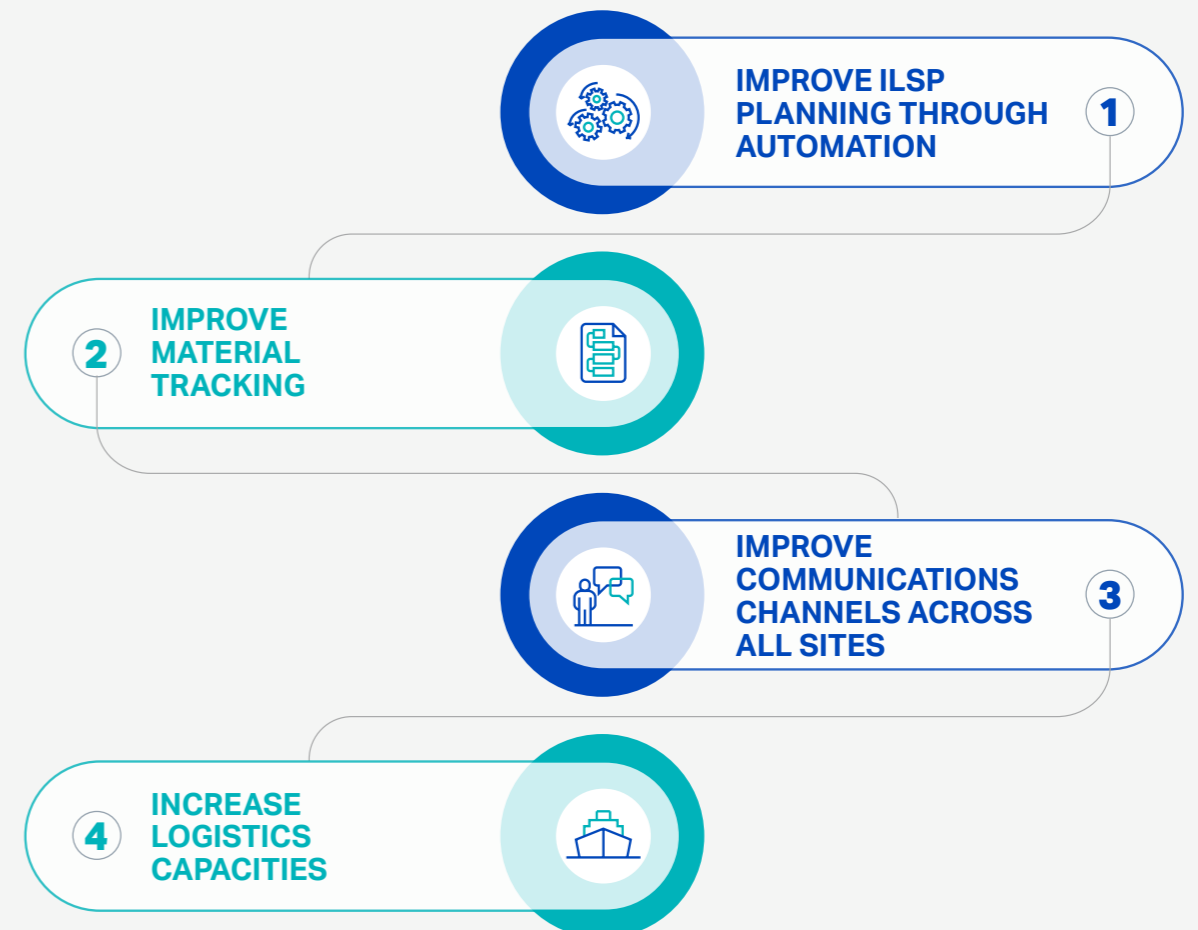 IMPROVE ILSP
PLANNING THROUGH
AUTOMATION
1
2
IMPROVE
MATERIAL
TRACKING
IMPROVE
COMMUNICATIONS
CHANNELS ACROSS
ALL SITES
3
4
INCREASE
LOGISTICS
CAPACITIES